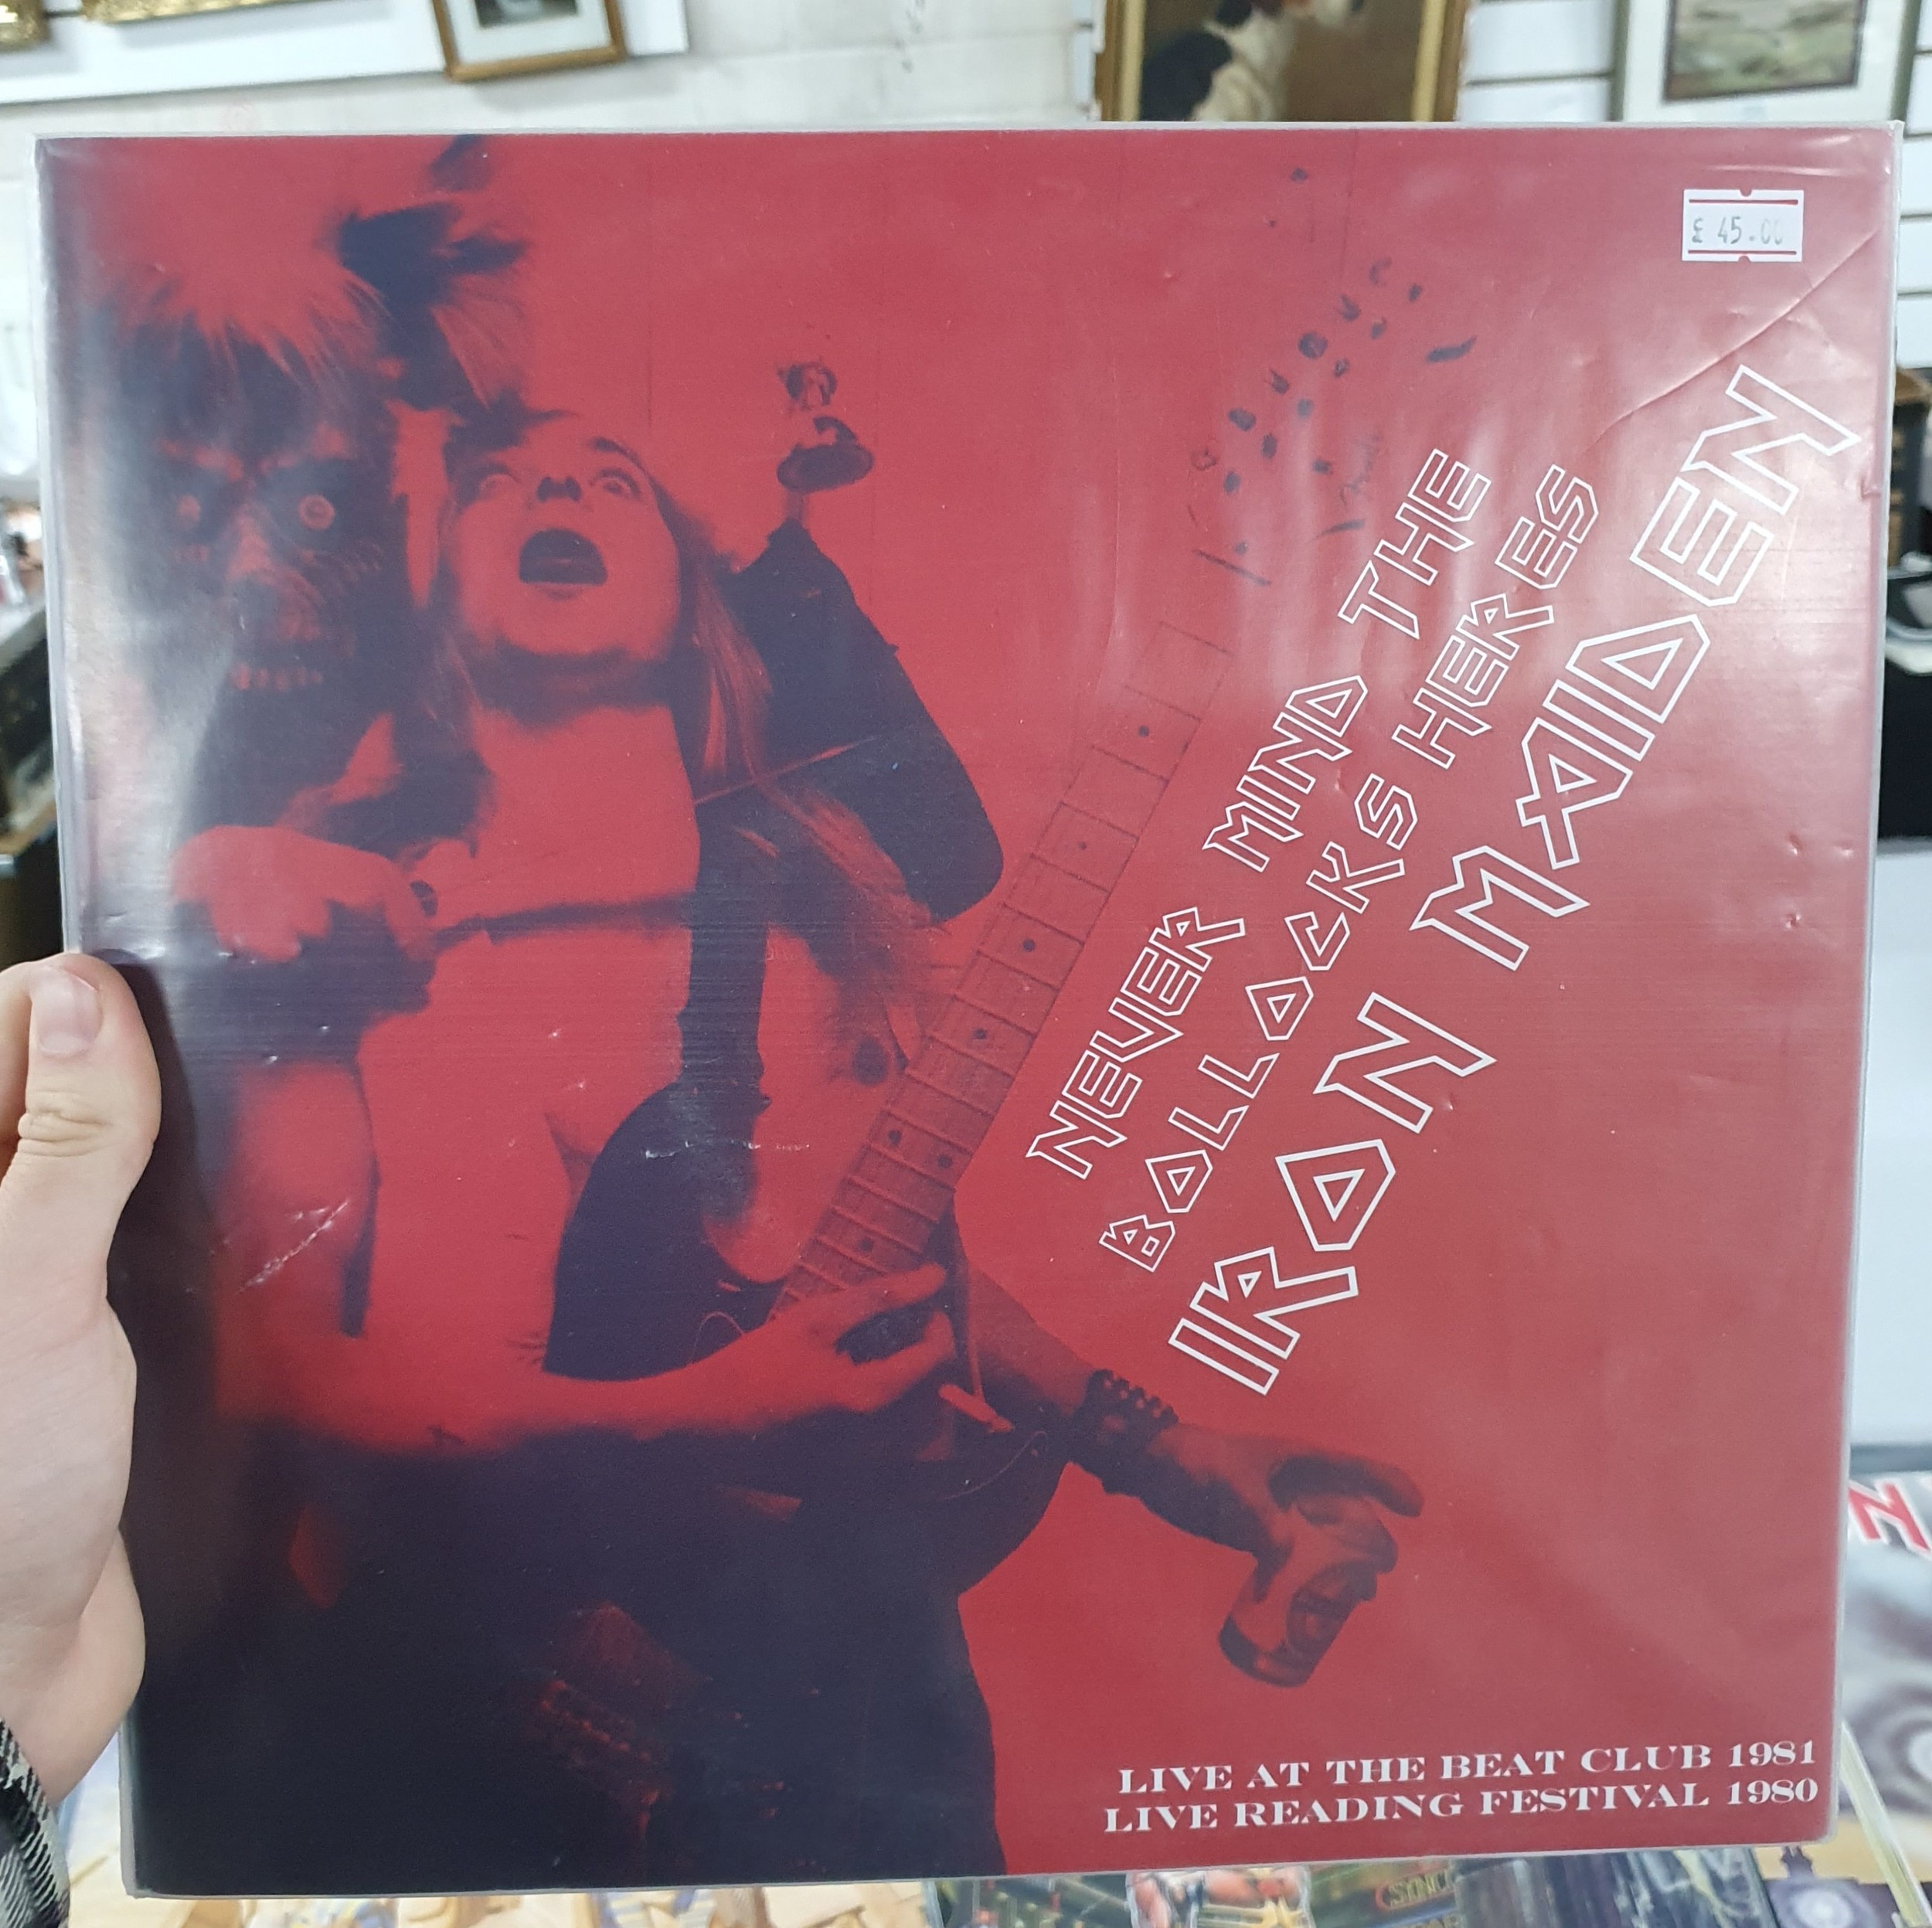 £ 45.00
NEVER MIND THE
BOLLOCKS HERES
IRON MAIDEN
LIVE AT THE BEAT CLUB 1981
LIVE READING FESTIVAL 1980